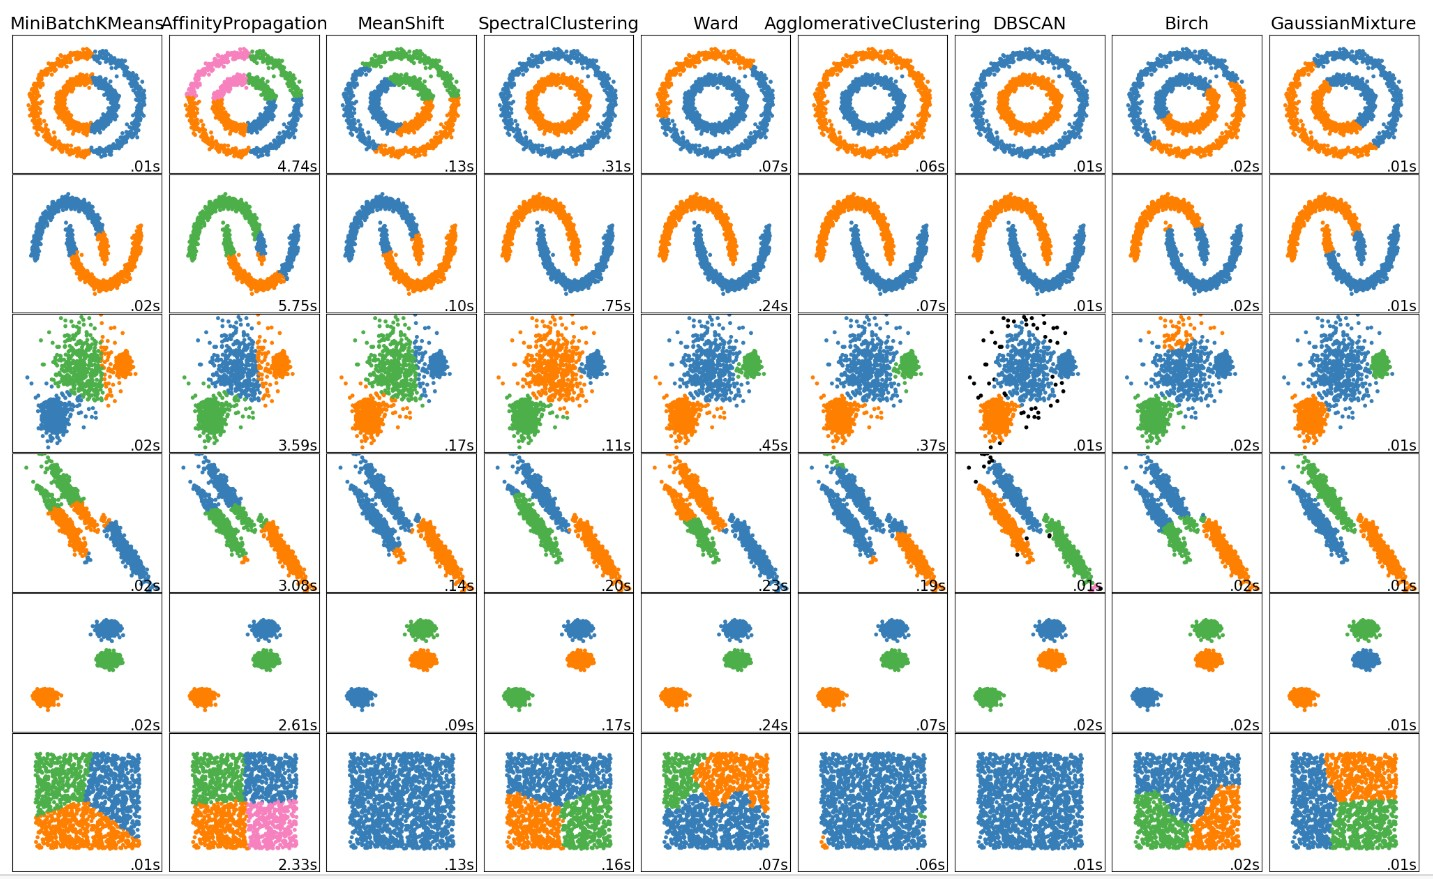 MiniBatchKMeans AffinityPropagation MeanShift SpectralClustering Ward AgglomerativeClustering DBSCAN Birch GaussianMixture
.01s 4.74s .13s .31s .07s .06s .01s .02s .01s
.02s 5.75s .10s .75s .24s .07s .01s .02s .01s
.02s 3.59s .17s .11s .45s .37s .01s .02s .01s
.02s 3.08s .14s .20s .23s .19s .01s .02s .01s
.02s 2.61s .09s .17s .24s .07s .02s .02s .01s
.01s 2.33s .13s .16s .07s .06s .01s .02s .01s